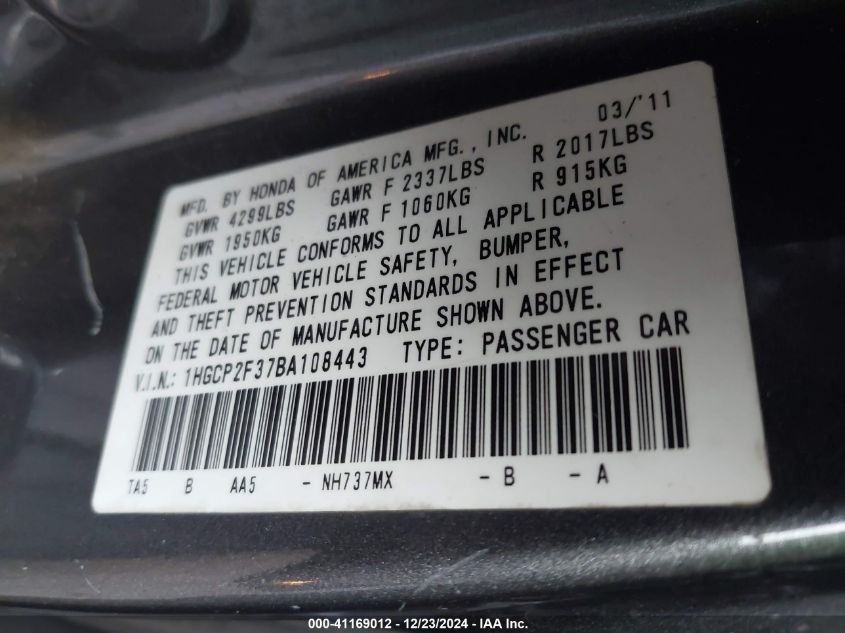 MFD. BY HONDA OF AMERICA MFG., INC. 03/'11
GVWR 4299LBS GAWR F 2337LBS R 2017LBS
GVWR 1950KG GAWR F 1060KG R 915KG
THIS VEHICLE CONFORMS TO ALL APPLICABLE
FEDERAL MOTOR VEHICLE SAFETY, BUMPER,
AND THEFT PREVENTION STANDARDS IN EFFECT
ON THE DATE OF MANUFACTURE SHOWN ABOVE.
V.I.N.: 1HGCP2F37BA108443 TYPE: PASSENGER CAR
TA5 B AA5 - NH737MX - B - A
000-41169012 - 12/23/2024 - IAA Inc.